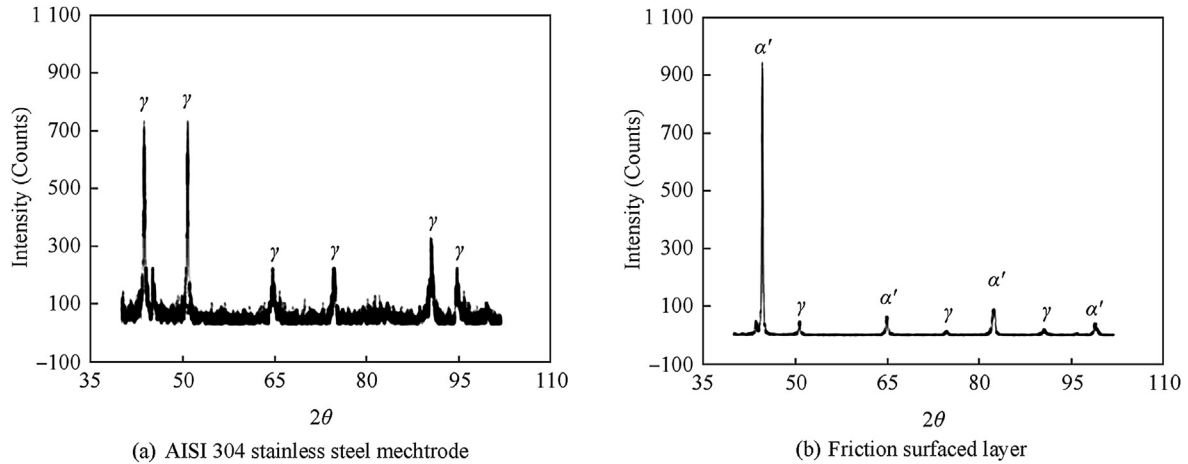 1 100
900
700
500
300
100
−100
Intensity (Counts)
γ
γ
γ
γ
γ
γ
35
50
65
80
95
110
2θ
(a) AISI 304 stainless steel mechtrode
1 100
900
700
500
300
100
−100
Intensity (Counts)
α′
γ
α′
γ
α′
γ
α′
35
50
65
80
95
110
2θ
(b) Friction surfaced layer